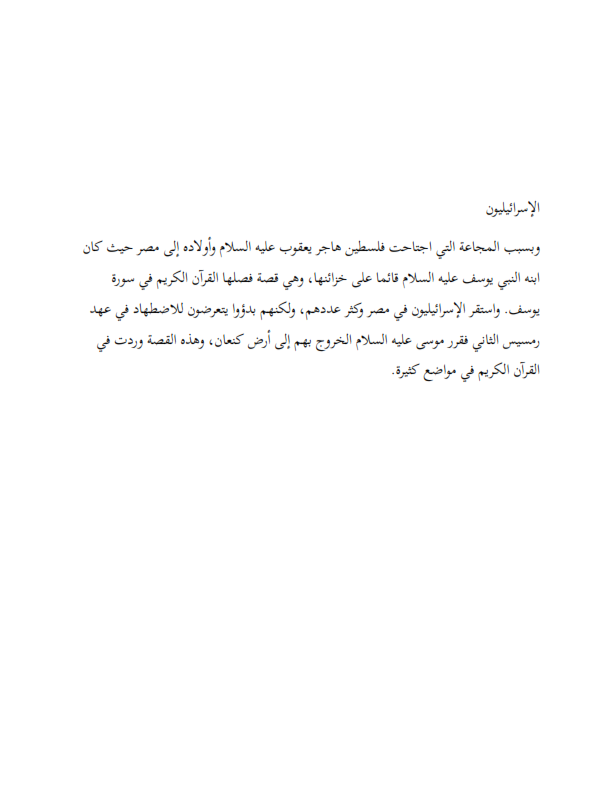 الإسرائيليون
وبسبب المجاعة التي اجتاحت فلسطين هاجر يعقوب عليه السلام وأولاده إلى مصر حيث كان
ابنه النبي يوسف عليه السلام قائما على خزائنها، وهي قصة فصلها القرآن الكريم في سورة
يوسف. واستقر الإسرائيليون في مصر وكثر عددهم، ولكنهم بدؤوا يتعرضون للاضطهاد في عهد
رمسيس الثاني فقرر موسى عليه السلام الخروج بهم إلى أرض كنعان، وهذه القصة وردت في
القرآن الكريم في مواضع كثيرة.